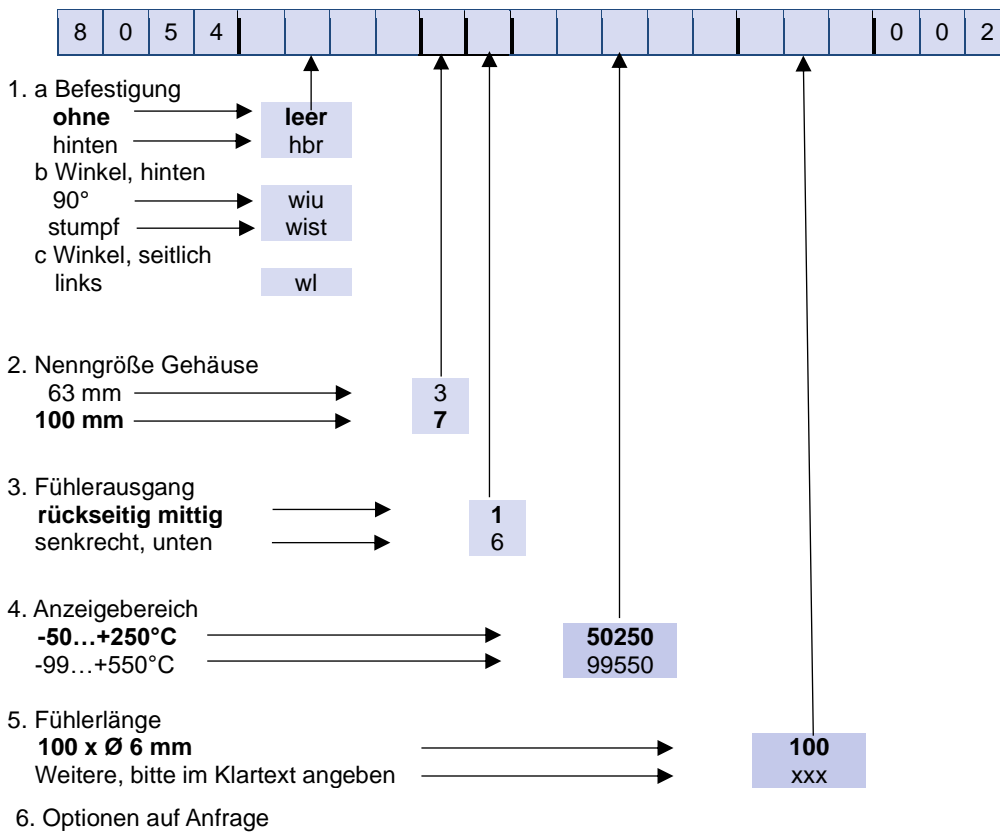 8 0 5 4 0 0 2
1. a Befestigung
ohne leer
hinten hbr
b Winkel, hinten
90° wiu
stumpf wist
c Winkel, seitlich
links wl
2. Nenngröße Gehäuse
63 mm 3
100 mm 7
3. Fühlerausgang
rückseitig mittig 1
senkrecht, unten 6
4. Anzeigebereich
-50…+250°C 50250
-99…+550°C 99550
5. Fühlerlänge
100 x Ø 6 mm 100
Weitere, bitte im Klartext angeben xxx
6. Optionen auf Anfrage